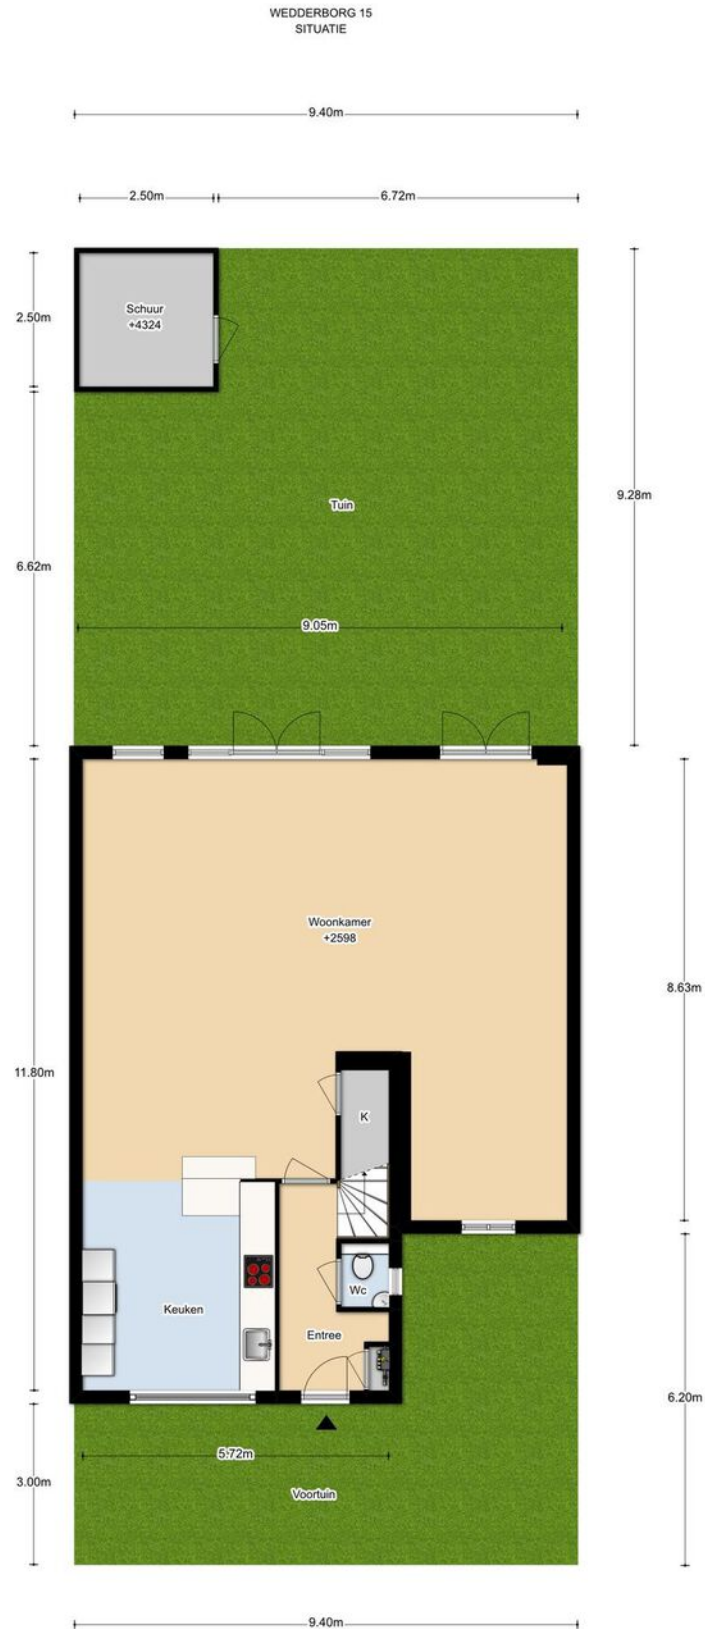 WEDDERBORG 15
SITUATIE
9.40m
2.50m
6.72m
2.50m
Schuur
+4324
9.28m
Tuin
6.62m
9.05m
Woonkamer
+2598
8.63m
11.80m
K
Wc
Keuken
Entree
6.20m
5.72m
3.00m
Voortuin
9.40m